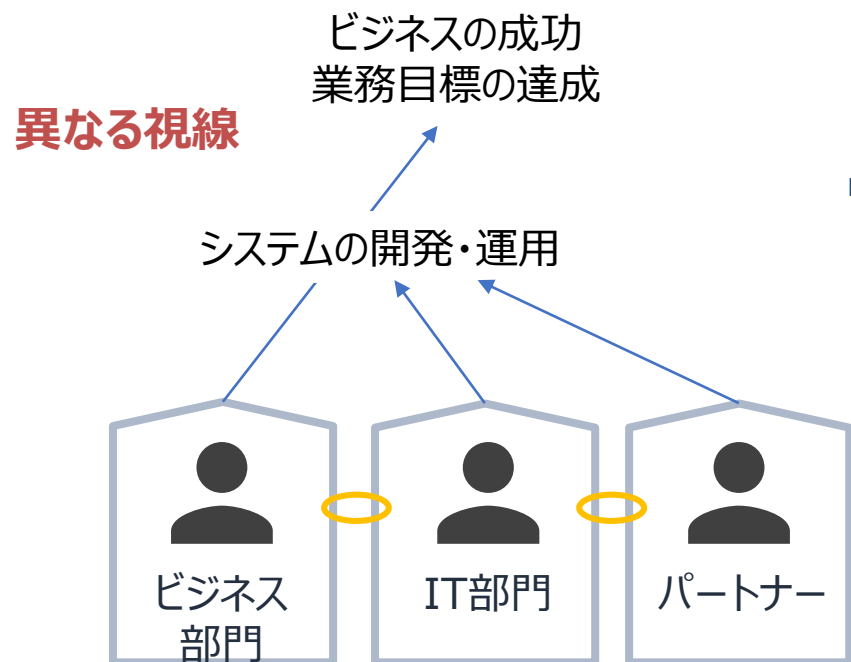 ビジネスの成功
業務目標の達成
異なる視線
システムの開発・運用
ビジネス
部門
IT部門
パートナー